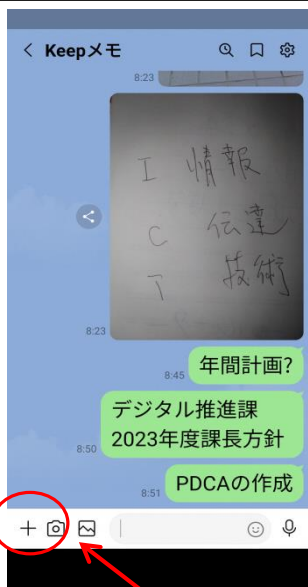 Keepメモ
8:23
I 情報
C 伝達
T 技術
8:23
年間計画?
8:45
デジタル推進課
2023年度課長方針
8:50
PDCAの作成
8:51